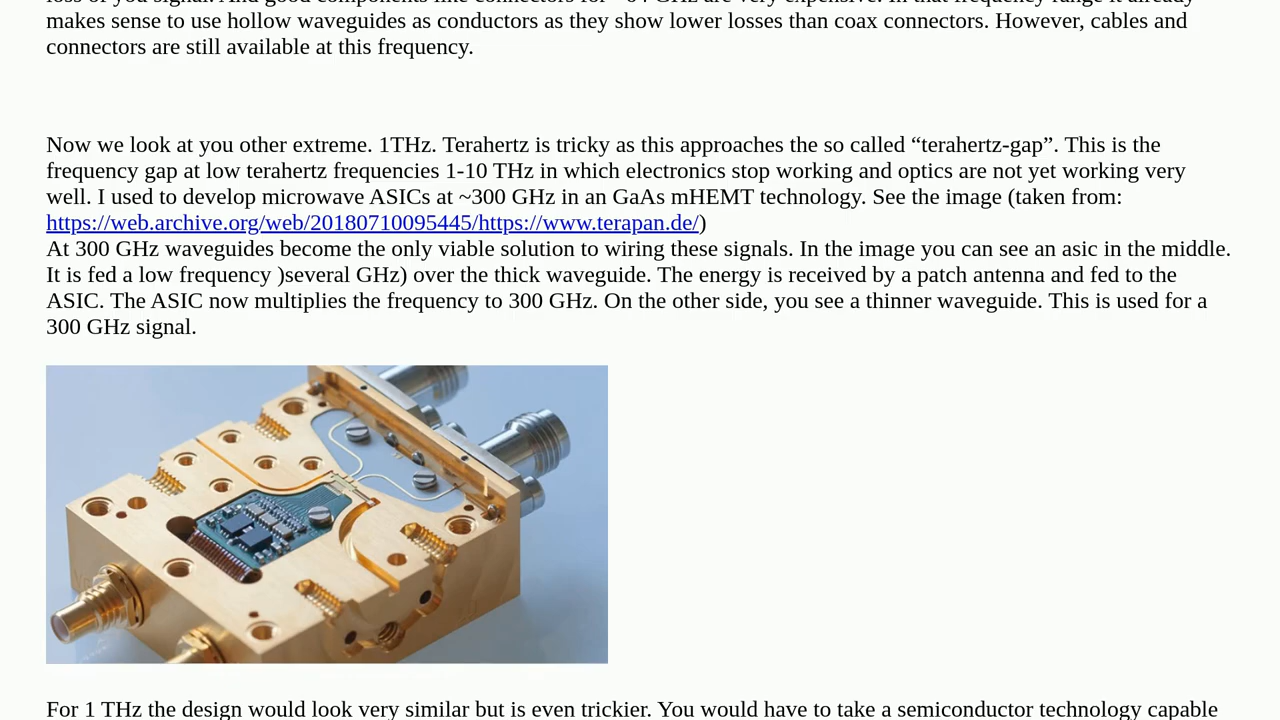 makes sense to use hollow waveguides as conductors as they show lower losses than coax connectors. However, cables and
connectors are still available at this frequency.
Now we look at you other extreme. 1THz. Terahertz is tricky as this approaches the so called “terahertz-gap”. This is the
frequency gap at low terahertz frequencies 1-10 THz in which electronics stop working and optics are not yet working very
well. I used to develop microwave ASICs at ~300 GHz in an GaAs mHEMT technology. See the image (taken from:
https://web.archive.org/web/20180710095445/https://www.terapan.de/)
At 300 GHz waveguides become the only viable solution to wiring these signals. In the image you can see an asic in the middle.
It is fed a low frequency )several GHz) over the thick waveguide. The energy is received by a patch antenna and fed to the
ASIC. The ASIC now multiplies the frequency to 300 GHz. On the other side, you see a thinner waveguide. This is used for a
300 GHz signal.
For 1 THz the design would look very similar but is even trickier. You would have to take a semiconductor technology capable